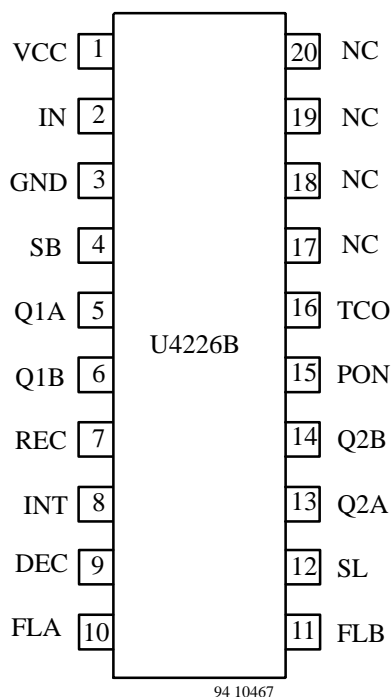 VCC 1 20 NC
IN 2 19 NC
GND 3 18 NC
SB 4 17 NC
Q1A 5 16 TCO
U4226B
Q1B 6 15 PON
REC 7 14 Q2B
INT 8 13 Q2A
DEC 9 12 SL
FLA 10 11 FLB
94 10467